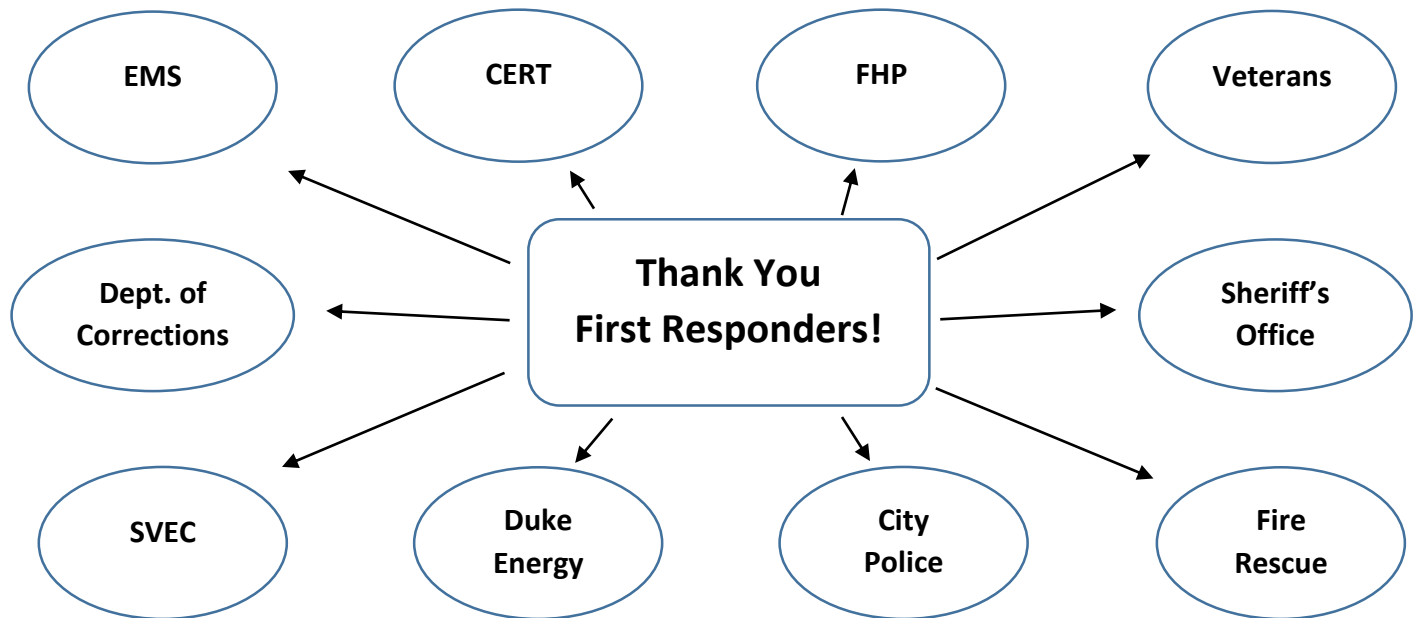 EMS
CERT
FHP
Veterans
Thank You
First Responders!
Dept. of
Corrections
Sheriff’s
Office
SVEC
Duke
Energy
City
Police
Fire
Rescue